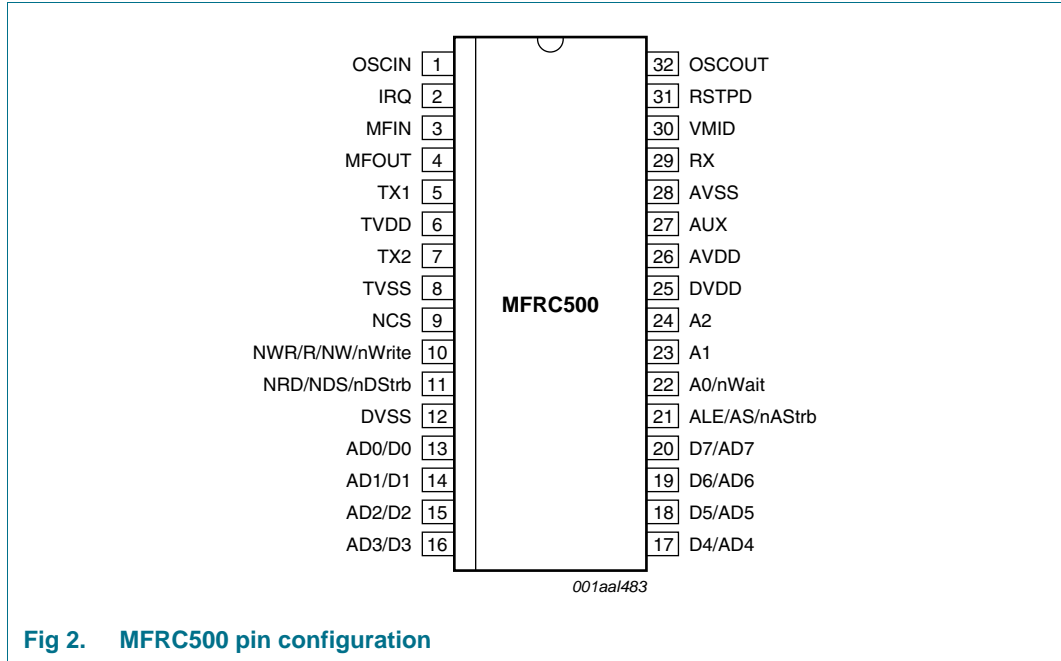 OSCIN 1 32 OSCOUT
IRQ 2 31 RSTPD
MFIN 3 30 VMID
MFOUT 4 29 RX
TX1 5 28 AVSS
TVDD 6 27 AUX
TX2 7 26 AVDD
TVSS 8 25 DVDD
MFRC500
NCS 9 24 A2
NWR/R/NW/nWrite 10 23 A1
NRD/NDS/nDStrb 11 22 A0/nWait
DVSS 12 21 ALE/AS/nAStrb
AD0/D0 13 20 D7/AD7
AD1/D1 14 19 D6/AD6
AD2/D2 15 18 D5/AD5
AD3/D3 16 17 D4/AD4
001aal483
Fig 2. MFRC500 pin configuration